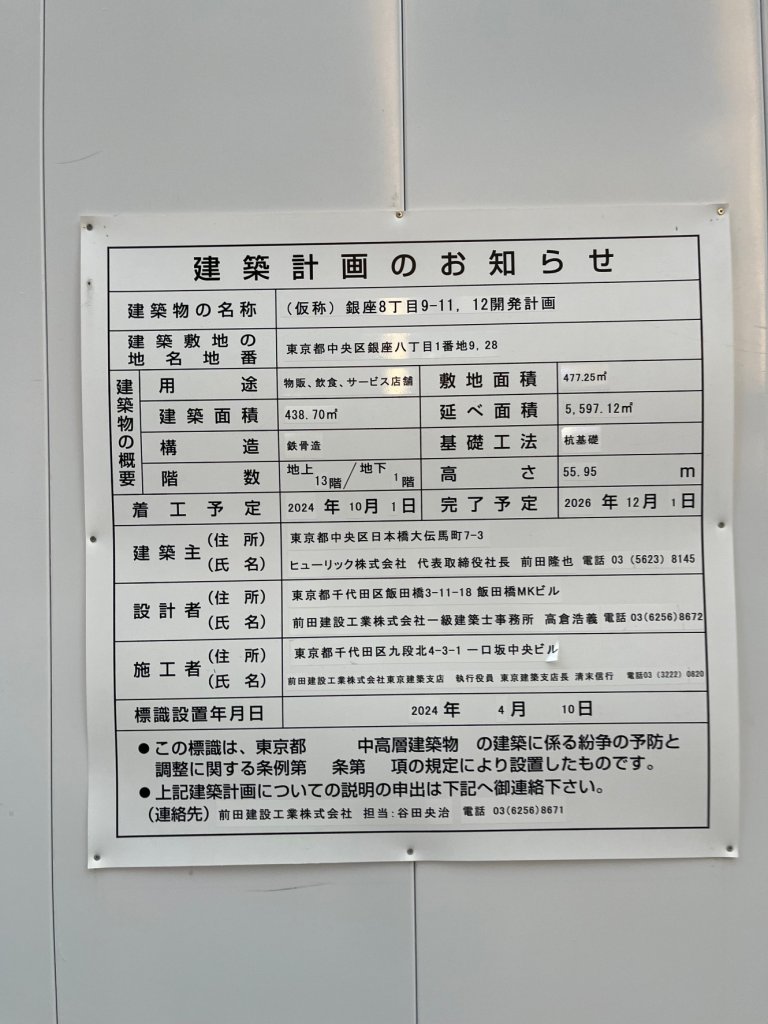 建築計画のお知らせ
建築物の名称 (仮称) 銀座8丁目9-11, 12開発計画
建築敷地の地名地番 東京都中央区銀座八丁目1番地9, 28
建築物の概要
用途 物販、飲食、サービス店舗 敷地面積 477.25㎡
建築面積 438.70㎡ 延べ面積 5,597.12㎡
構造 鉄骨造 基礎工法 杭基礎
階数 地上13階/地下1階 高さ 55.95 m
着工予定 2024 年 10月 1日 完了予定 2026 年 12月 1日
建築主 (住所) 東京都中央区日本橋大伝馬町7-3
(氏名) ヒューリック株式会社 代表取締役社長 前田隆也 電話 03 (5623) 8145
設計者 (住所) 東京都千代田区飯田橋3-11-18 飯田橋MKビル
(氏名) 前田建設工業株式会社一級建築士事務所 高倉浩義 電話 03(6256)8672
施工者 (住所) 東京都千代田区九段北4-3-1 一口坂中央ビル
(氏名) 前田建設工業株式会社東京建築支店 執行役員 東京建築支店長 清末信行 電話03 (3222) 0820
標識設置年月日 2024 年 4 月 10日
●この標識は、東京都 中高層建築物 の建築に係る紛争の予防と
調整に関する条例第 条第 項の規定により設置したものです。
●上記建築計画についての説明の申出は下記へ御連絡下さい。
(連絡先) 前田建設工業株式会社 担当:谷田央治 電話 03(6256)8671